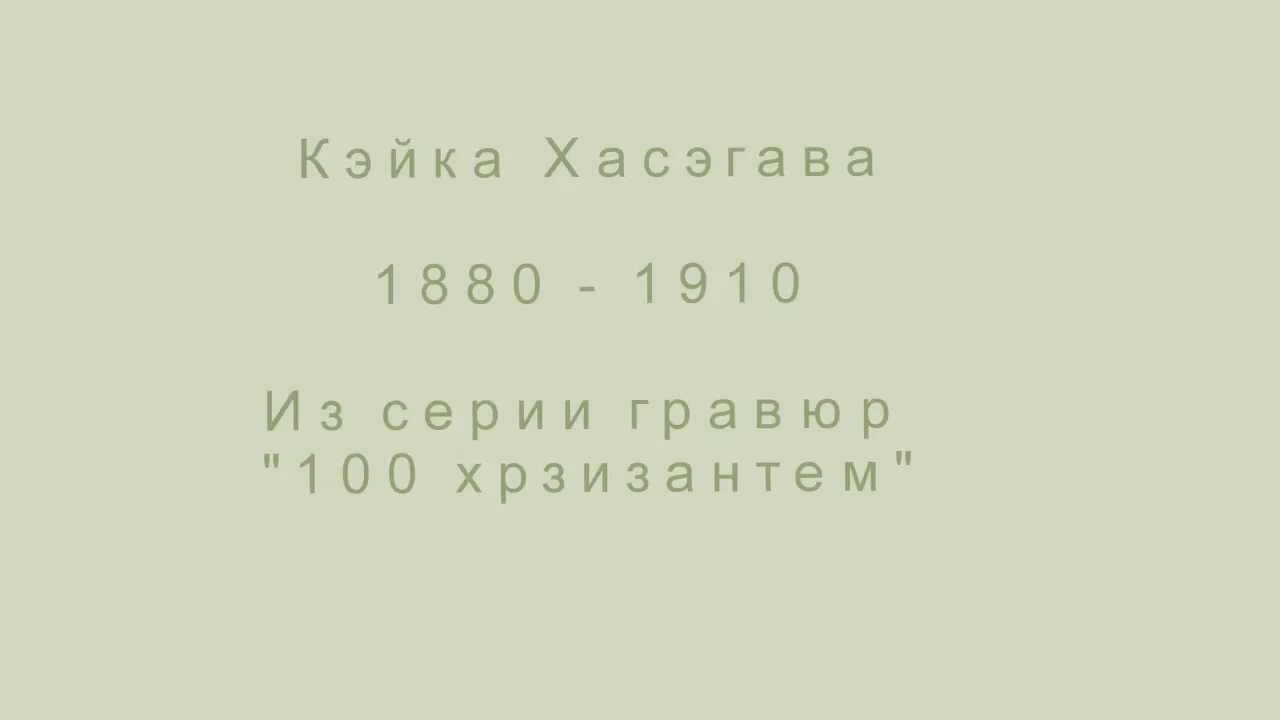 Кэйка Хасэгава
1880 - 1910
Из серии гравюр
"100 хрзизантем"